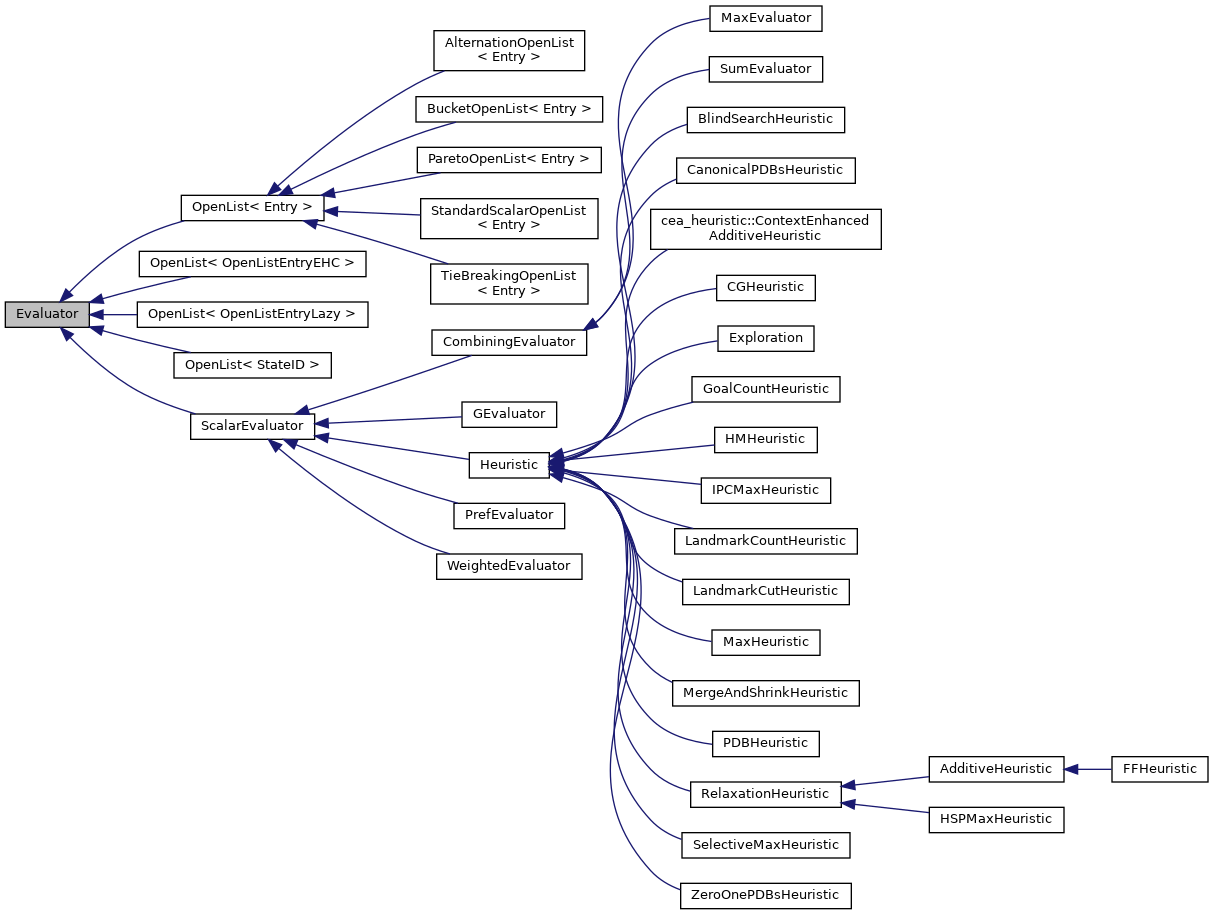 MaxEvaluator
AlternationOpenList
< Entry >
SumEvaluator
BucketOpenList< Entry >
BlindSearchHeuristic
ParetoOpenList< Entry >
CanonicalPDBsHeuristic
OpenList< Entry >
StandardScalarOpenList
< Entry >
cea_heuristic::ContextEnhanced
AdditiveHeuristic
OpenList< OpenListEntryEHC >
TieBreakingOpenList
< Entry >
CGHeuristic
Evaluator
OpenList< OpenListEntryLazy >
CombiningEvaluator
Exploration
OpenList< StateID >
GoalCountHeuristic
ScalarEvaluator
GEvaluator
HMHeuristic
Heuristic
IPCMaxHeuristic
PrefEvaluator
LandmarkCountHeuristic
WeightedEvaluator
LandmarkCutHeuristic
MaxHeuristic
MergeAndShrinkHeuristic
PDBHeuristic
RelaxationHeuristic
AdditiveHeuristic
FFHeuristic
HSPMaxHeuristic
SelectiveMaxHeuristic
ZeroOnePDBsHeuristic